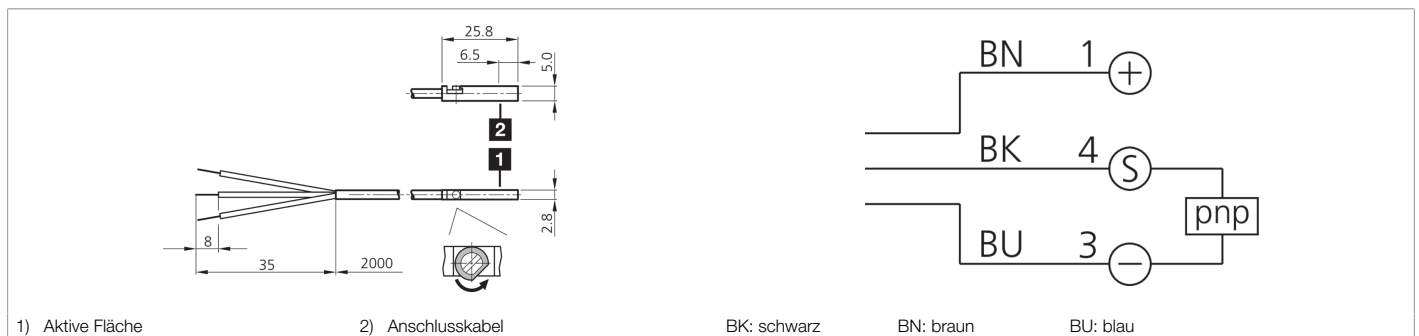 25.8
6.5
5.0
2
1
2.8
8
35
2000
BN 1 +
BK 4 S
pnp
BU 3 −
1) Aktive Fläche 2) Anschlusskabel BK: schwarz BN: braun BU: blau